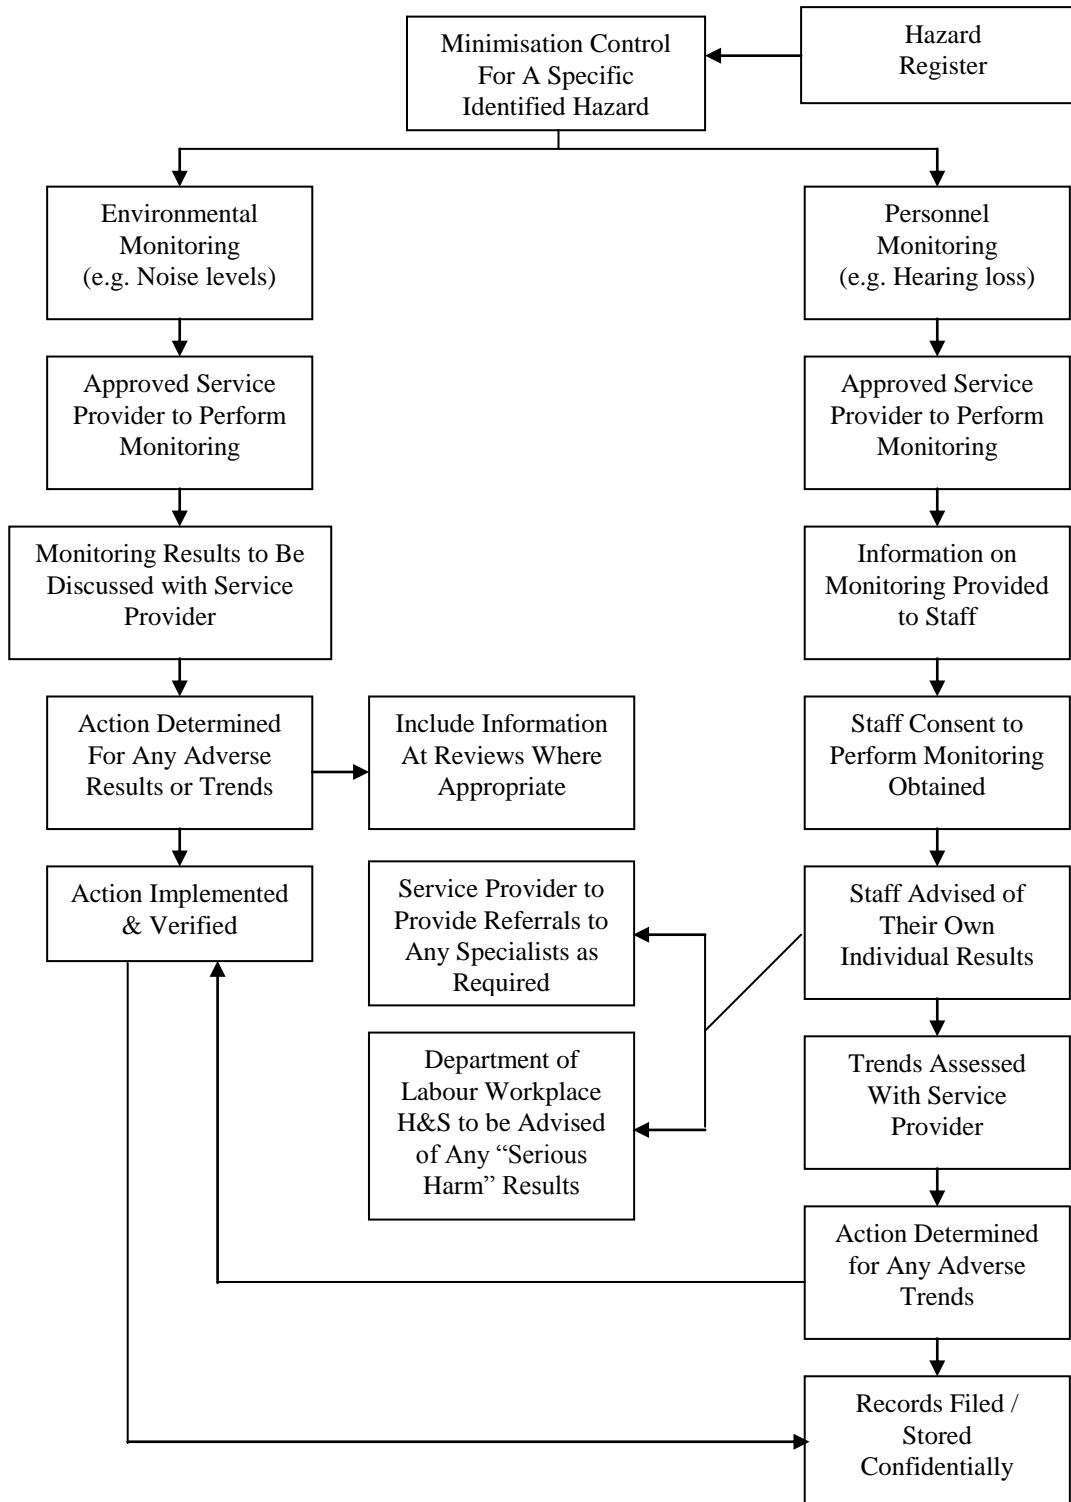 Minimisation Control
For A Specific
Identified Hazard
Hazard
Register
Environmental
Monitoring
(e.g. Noise levels)
Personnel
Monitoring
(e.g. Hearing loss)
Approved Service
Provider to Perform
Monitoring
Approved Service
Provider to Perform
Monitoring
Monitoring Results to Be
Discussed with Service
Provider
Information on
Monitoring Provided
to Staff
Action Determined
For Any Adverse
Results or Trends
Include Information
At Reviews Where
Appropriate
Staff Consent to
Perform Monitoring
Obtained
Action Implemented
& Verified
Service Provider to
Provide Referrals to
Any Specialists as
Required
Staff Advised of
Their Own
Individual Results
Department of
Labour Workplace
H&S to be Advised
of Any “Serious
Harm” Results
Trends Assessed
With Service
Provider
Action Determined
for Any Adverse
Trends
Records Filed /
Stored
Confidentially